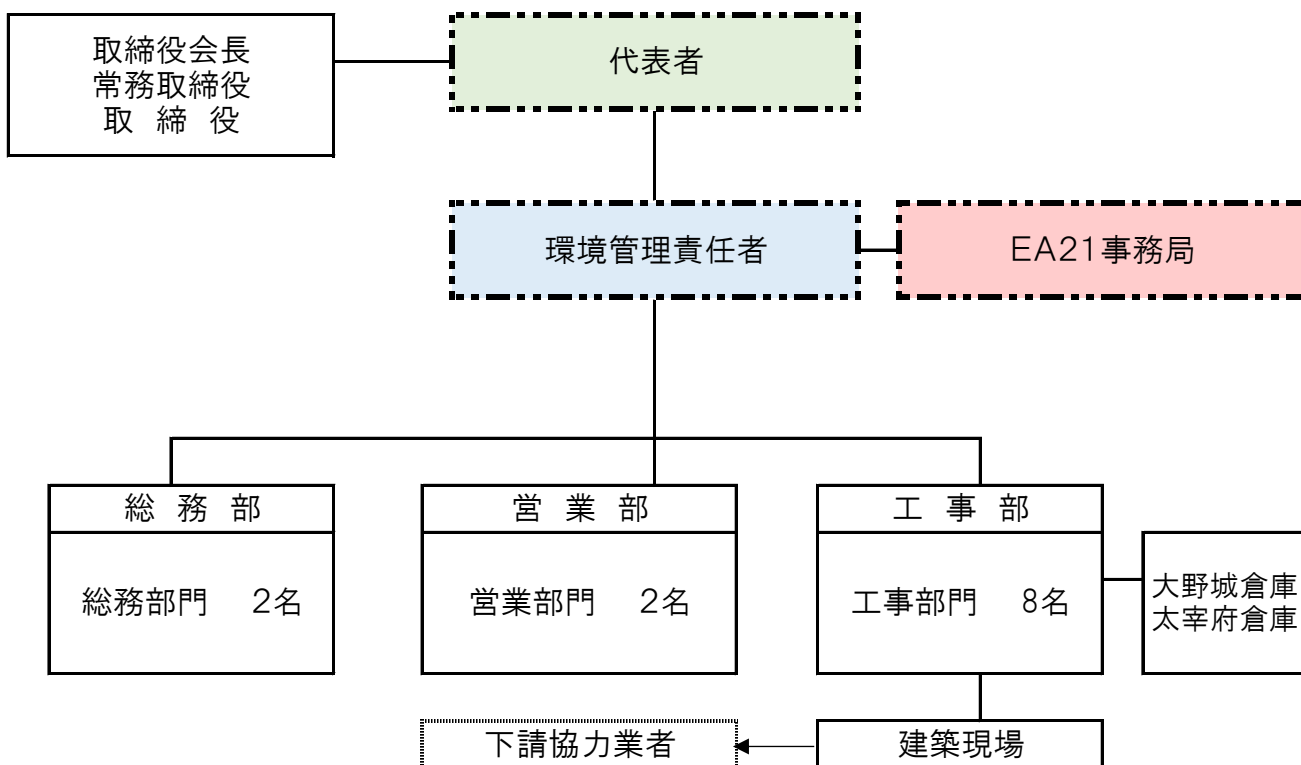 取締役会長
常務取締役
取　締　役
代表者
環境管理責任者
EA21事務局
総　務　部
営　業　部
工　事　部
総務部門　2名
営業部門　2名
工事部門　8名
大野城倉庫
太宰府倉庫
下請協力業者
建築現場